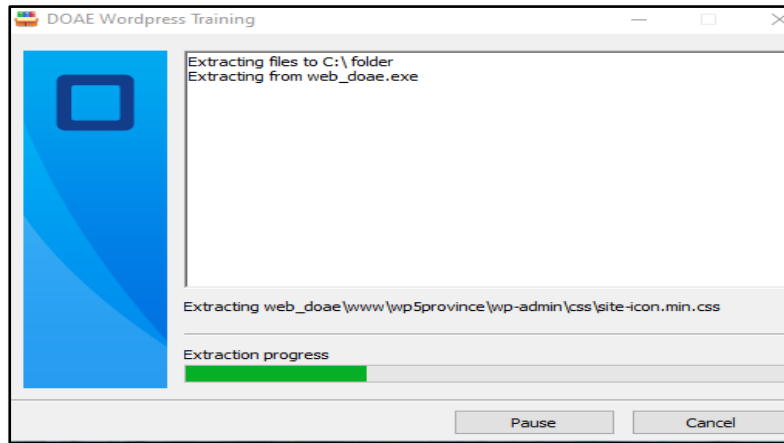 DOAE Wordpress Training
Extracting files to C:\ folder
Extracting from web_doae.exe
Extracting web_doae\www\wp5province\wp-admin\css\site-icon.min.css
Extraction progress
Pause
Cancel